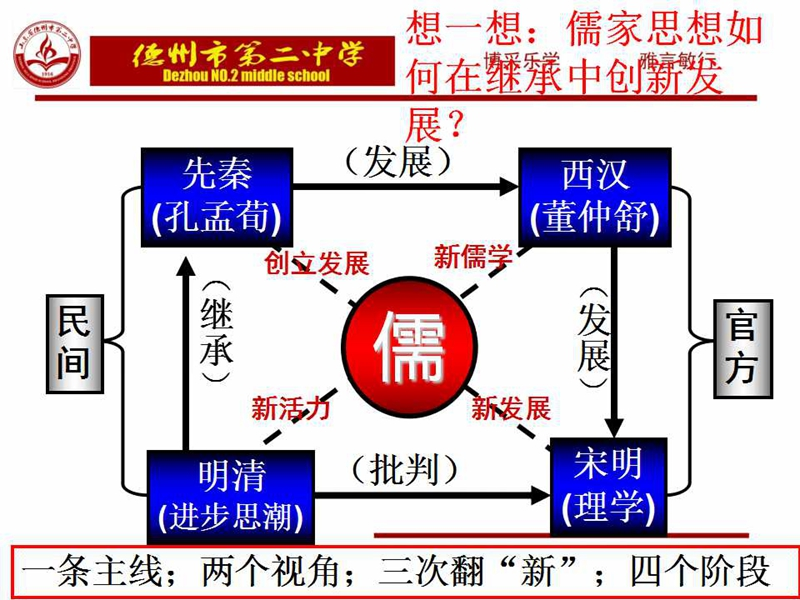 想一想：儒家思想如
何在继承中创新发
展？
德州市第二中学
Dezhou NO.2 middle school
博采乐学 雅言敏行
（发展）
先秦
(孔孟荀)
西汉
(董仲舒)
创立发展
新儒学
民间
（继承）
儒
（发展）
官方
新活力
新发展
明清
(进步思潮)
（批判）
宋明
(理学)
一条主线；两个视角；三次翻“新”；四个阶段